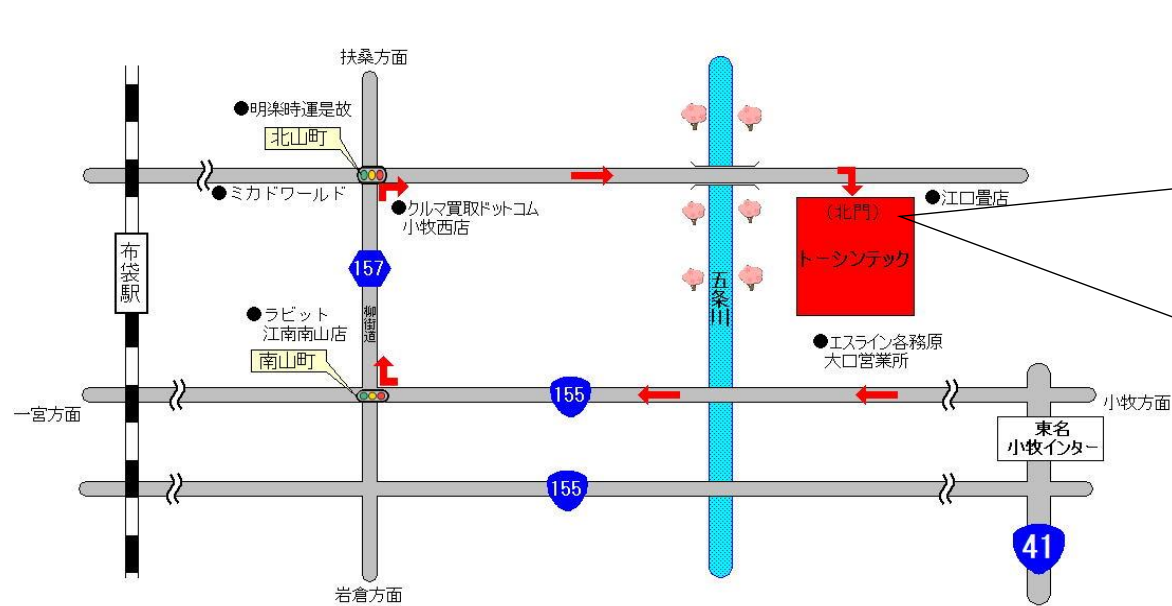 扶桑方面
●明楽時運是故
北山町
●ミカドワールド
●クルマ買取ドットコム
小牧西店
●江口畳店
(北門)
トーシンテック
布袋駅
157
五条川
●ラビット
江南南山店
柳街道
南山町
●エスライン各務原
大口営業所
155
一宮方面
小牧方面
東名
小牧インター
155
41
岩倉方面